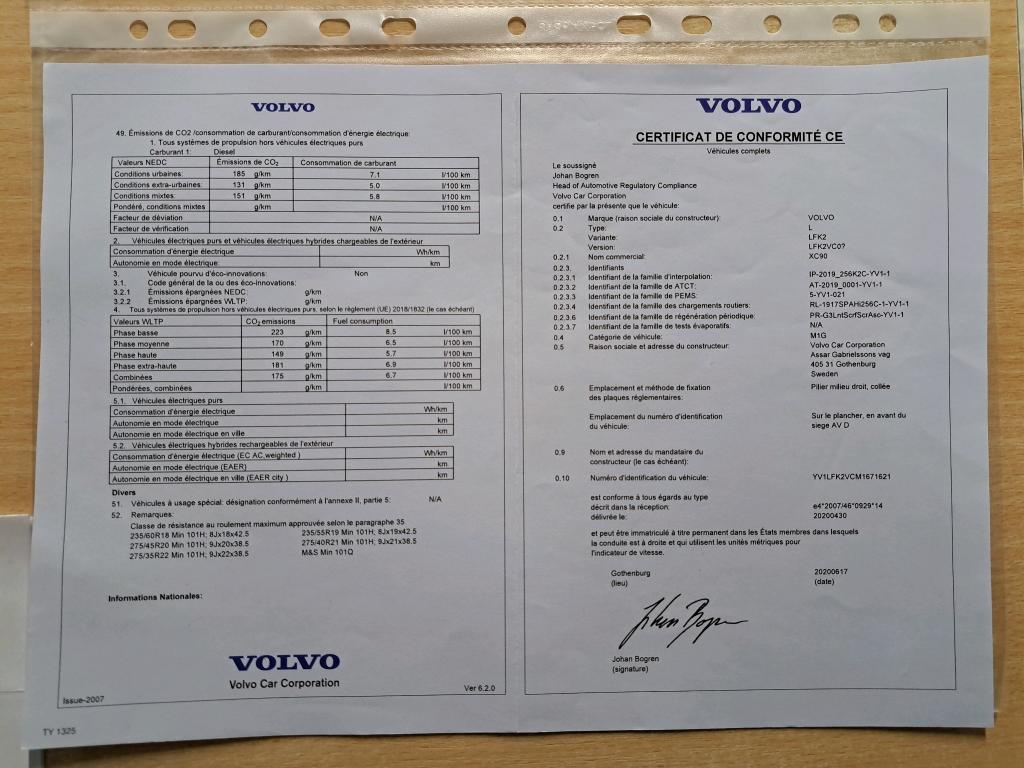 VOLVO
49. Émissions de CO2 /consommation de carburant/consommation d'énergie électrique:
1. Tous systèmes de propulsion hors véhicules électriques purs
Carburant 1: Diesel
Valeurs NEDC Émissions de CO₂ Consommation de carburant
Conditions urbaines: 185 g/km 7.1 l/100 km
Conditions extra-urbaines: 131 g/km 5.0 l/100 km
Conditions mixtes: 151 g/km 5.8 l/100 km
Pondéré, conditions mixtes g/km l/100 km
Facteur de déviation N/A
Facteur de vérification N/A
2. Véhicules électriques purs et véhicules électriques hybrides chargeables de l'extérieur
Consommation d'énergie électrique Wh/km
Autonomie en mode électrique: km
3. Véhicule pourvu d'éco-innovations: Non
3.1. Code général de la ou des éco-innovations:
3.2.1 Émissions épargnées NEDC: g/km
3.2.2 Émissions épargnées WLTP: g/km
4. Tous systèmes de propulsion hors véhicules électriques purs, selon le règlement (UE) 2018/1832 (le cas échéant)
Valeurs WLTP CO₂ emissions Fuel consumption
Phase basse 223 g/km 8.5 l/100 km
Phase moyenne 170 g/km 6.5 l/100 km
Phase haute 149 g/km 5.7 l/100 km
Phase extra-haute 181 g/km 6.9 l/100 km
Combinées 175 g/km 6.7 l/100 km
Pondérées, combinées g/km l/100 km
5.1. Véhicules électriques purs
Consommation d'énergie électrique Wh/km
Autonomie en mode électrique km
Autonomie en mode électrique en ville km
5.2. Véhicules électriques hybrides rechargeables de l'extérieur
Consommation d'énergie électrique (EC AC,weighted ) Wh/km
Autonomie en mode électrique (EAER) km
Autonomie en mode électrique en ville (EAER city ) km
Divers
51. Véhicules à usage spécial: désignation conformément à l'annexe II, partie 5: N/A
52. Remarques:
Classe de résistance au roulement maximum approuvée selon le paragraphe 35
235/60R18 Min 101H; 8Jx18x42.5 235/55R19 Min 101H; 8Jx19x42.5
275/45R20 Min 101H; 9Jx20x38.5 275/40R21 Min 101H; 9Jx21x38.5
275/35R22 Min 101H; 9Jx22x38.5 M&S Min 101Q
Informations Nationales:
VOLVO
Volvo Car Corporation
Issue-2007 Ver 6.2.0
TY 1325
VOLVO
CERTIFICAT DE CONFORMITÉ CE
Véhicules complets
Le soussigné
Johan Bogren
Head of Automotive Regulatory Compliance
Volvo Car Corporation
certifie par la présente que le véhicule:
0.1 Marque (raison sociale du constructeur): VOLVO
0.2 Type: L
Variante: LFK2
Version: LFK2VC0?
0.2.1 Nom commercial: XC90
0.2.3. Identifiants
0.2.3.1 Identifiant de la famille d'interpolation: IP-2019_256K2C-YV1-1
0.2.3.2 Identifiant de la famille de ATCT: AT-2019_0001-YV1-1
0.2.3.3 Identifiant de la famille de PEMS: 5-YV1-021
0.2.3.4 Identifiant de la famille des chargements routiers: RL-1917SPAHi256C-1-YV1-1
0.2.3.6 Identifiant de la famille de régénération périodique: PR-G3LntScrfScrAsc-YV1-1
0.2.3.7 Identifiant de la famille de tests évaporatifs: N/A
0.4 Catégorie de véhicule: M1G
0.5 Raison sociale et adresse du constructeur: Volvo Car Corporation
Assar Gabrielssons vag
405 31 Gothenburg
Sweden
0.6 Emplacement et méthode de fixation Pilier milieu droit, collée
des plaques réglementaires:
Emplacement du numéro d'identification Sur le plancher, en avant du
du véhicule: siege AV D
0.9 Nom et adresse du mandataire du
constructeur (le cas échéant):
0.10 Numéro d'identification du véhicule: YV1LFK2VCM1671621
est conforme à tous égards au type
décrit dans la réception: e4*2007/46*0929*14
délivrée le: 20200430
et peut être immatriculé à titre permanent dans les États membres dans lesquels
la conduite est à droite et qui utilisent les unités métriques pour
l'indicateur de vitesse.
Gothenburg 20200617
(lieu) (date)
Johan Bogren
Johan Bogren
(signature)